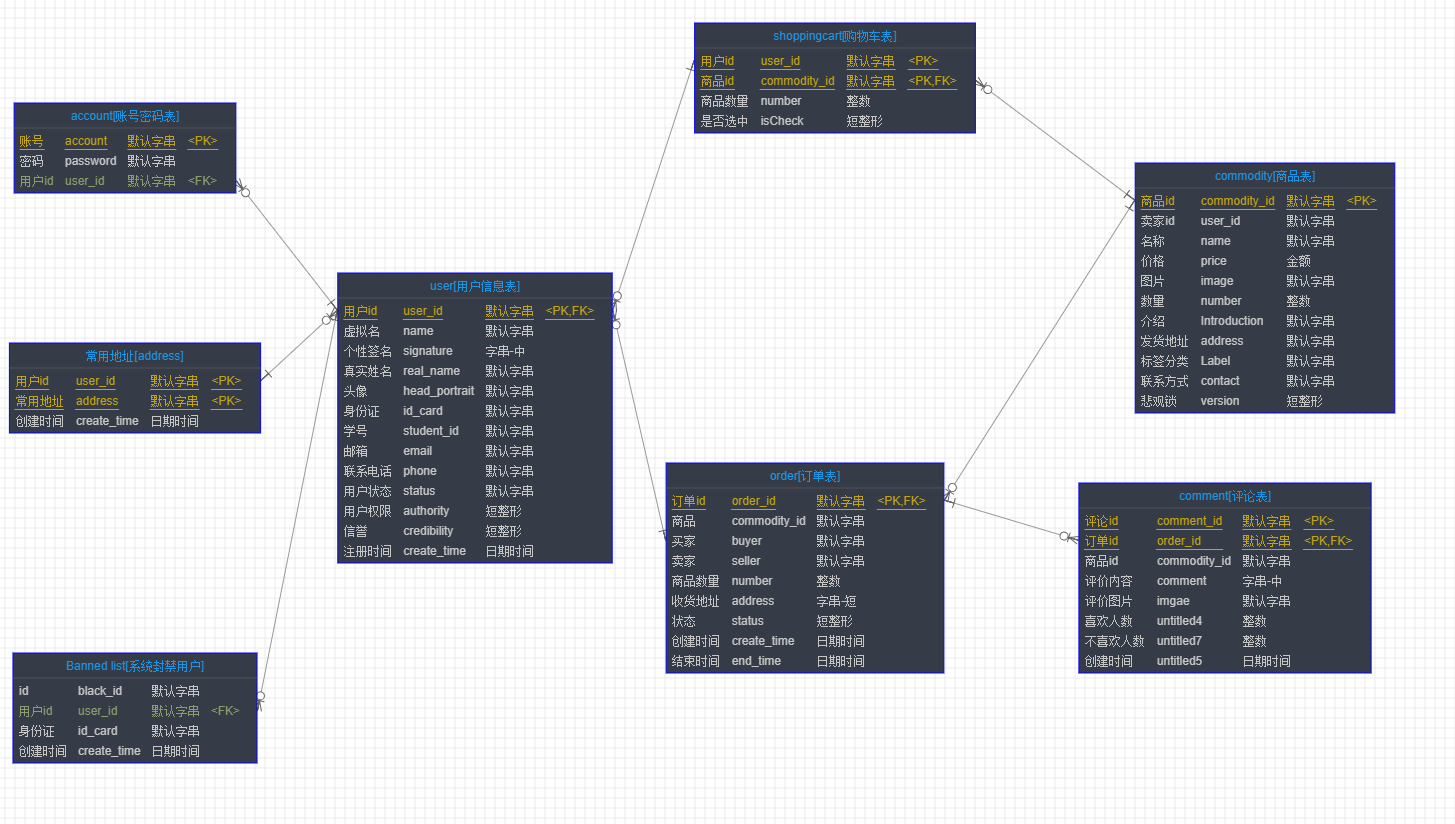 shoppingcart[购物车表]
用户id user_id 默认字串 <PK>
商品id commodity_id 默认字串 <PK,FK>
商品数量 number 整数
是否选中 isCheck 短整形
account[账号密码表]
账号 account 默认字串 <PK>
密码 password 默认字串
用户id user_id 默认字串 <FK>
commodity[商品表]
商品id commodity_id 默认字串 <PK>
卖家id user_id 默认字串
名称 name 默认字串
价格 price 金额
图片 image 默认字串
数量 number 整数
介绍 Introduction 默认字串
发货地址 address 默认字串
标签分类 Label 默认字串
联系方式 contact 默认字串
悲观锁 version 短整形
user[用户信息表]
用户id user_id 默认字串 <PK,FK>
虚拟名 name 默认字串
个性签名 signature 字串-中
真实姓名 real_name 默认字串
头像 head_portrait 默认字串
身份证 id_card 默认字串
学号 student_id 默认字串
邮箱 email 默认字串
联系电话 phone 默认字串
用户状态 status 默认字串
用户权限 authority 短整形
信誉 credibility 短整形
注册时间 create_time 日期时间
常用地址[address]
用户id user_id 默认字串 <PK>
常用地址 address 默认字串 <PK>
创建时间 create_time 日期时间
order[订单表]
订单id order_id 默认字串 <PK,FK>
商品 commodity_id 默认字串
买家 buyer 默认字串
卖家 seller 默认字串
商品数量 number 整数
收货地址 address 字串-短
状态 status 短整形
创建时间 create_time 日期时间
结束时间 end_time 日期时间
comment[评论表]
评论id comment_id 默认字串 <PK>
订单id order_id 默认字串 <PK,FK>
商品id commodity_id 默认字串
评价内容 comment 字串-中
评价图片 imgae 默认字串
喜欢人数 untitled4 整数
不喜欢人数 untitled7 整数
创建时间 untitled5 日期时间
Banned list[系统封禁用户]
id black_id 默认字串
用户id user_id 默认字串 <FK>
身份证 id_card 默认字串
创建时间 create_time 日期时间